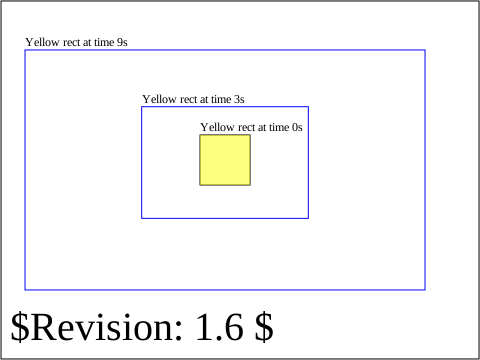 Yellow rect at time 9s
Yellow rect at time 3s
Yellow rect at time 0s
$Revision: 1.6 $